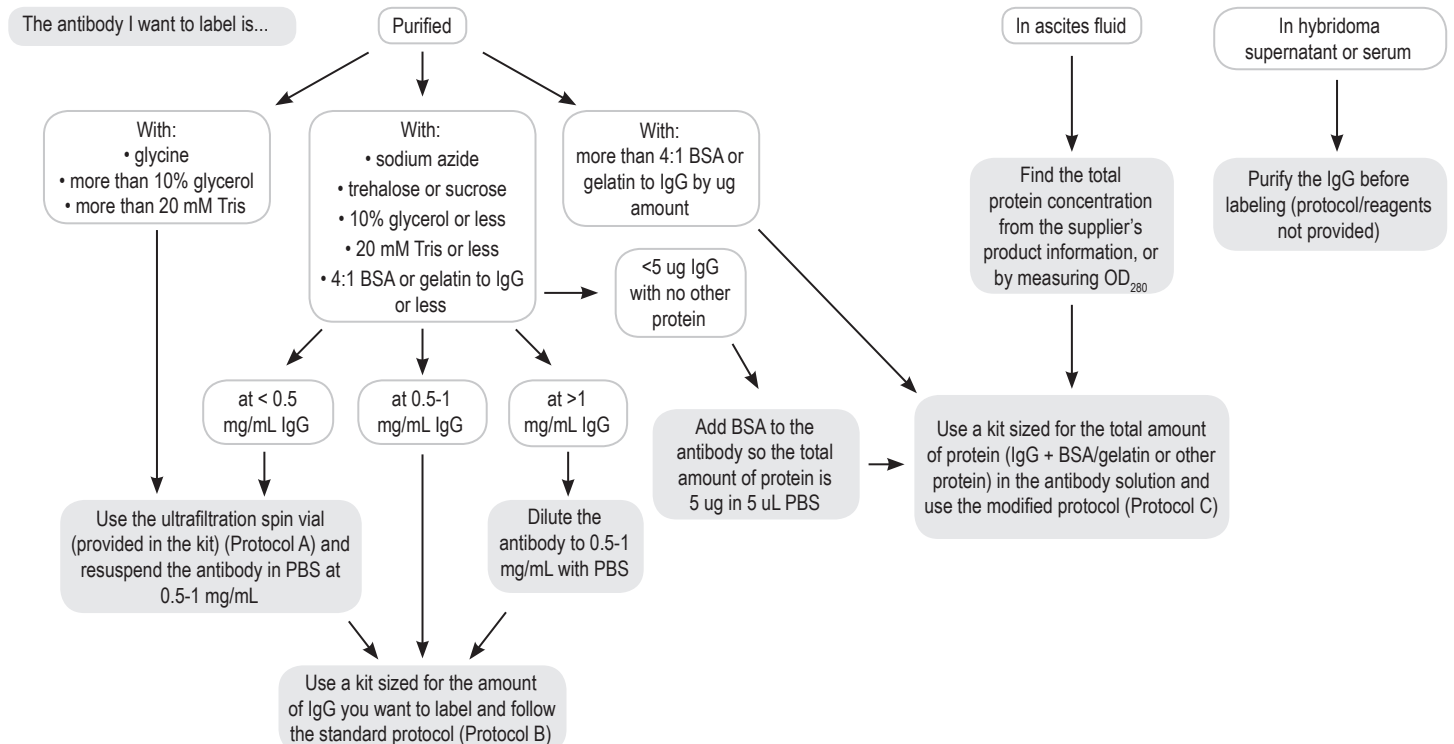 The antibody I want to label is...
Purified
In ascites fluid
In hybridoma
supernatant or serum
With:
• glycine
• more than 10% glycerol
• more than 20 mM Tris
With:
• sodium azide
• trehalose or sucrose
• 10% glycerol or less
• 20 mM Tris or less
• 4:1 BSA or gelatin to IgG
or less
With:
more than 4:1 BSA or
gelatin to IgG by ug
amount
<5 ug IgG
with no other
protein
Find the total
protein concentration
from the supplier's
product information, or
by measuring OD280
Purify the IgG before
labeling (protocol/reagents
not provided)
at < 0.5
mg/mL IgG
at 0.5-1
mg/mL IgG
at >1
mg/mL IgG
Add BSA to the
antibody so the total
amount of protein is
5 ug in 5 uL PBS
Use a kit sized for the total amount
of protein (IgG + BSA/gelatin or other
protein) in the antibody solution and
use the modified protocol (Protocol C)
Use the ultrafiltration spin vial
(provided in the kit) (Protocol A) and
resuspend the antibody in PBS at
0.5-1 mg/mL
Dilute the
antibody to 0.5-1
mg/mL with PBS
Use a kit sized for the amount
of IgG you want to label and follow
the standard protocol (Protocol B)